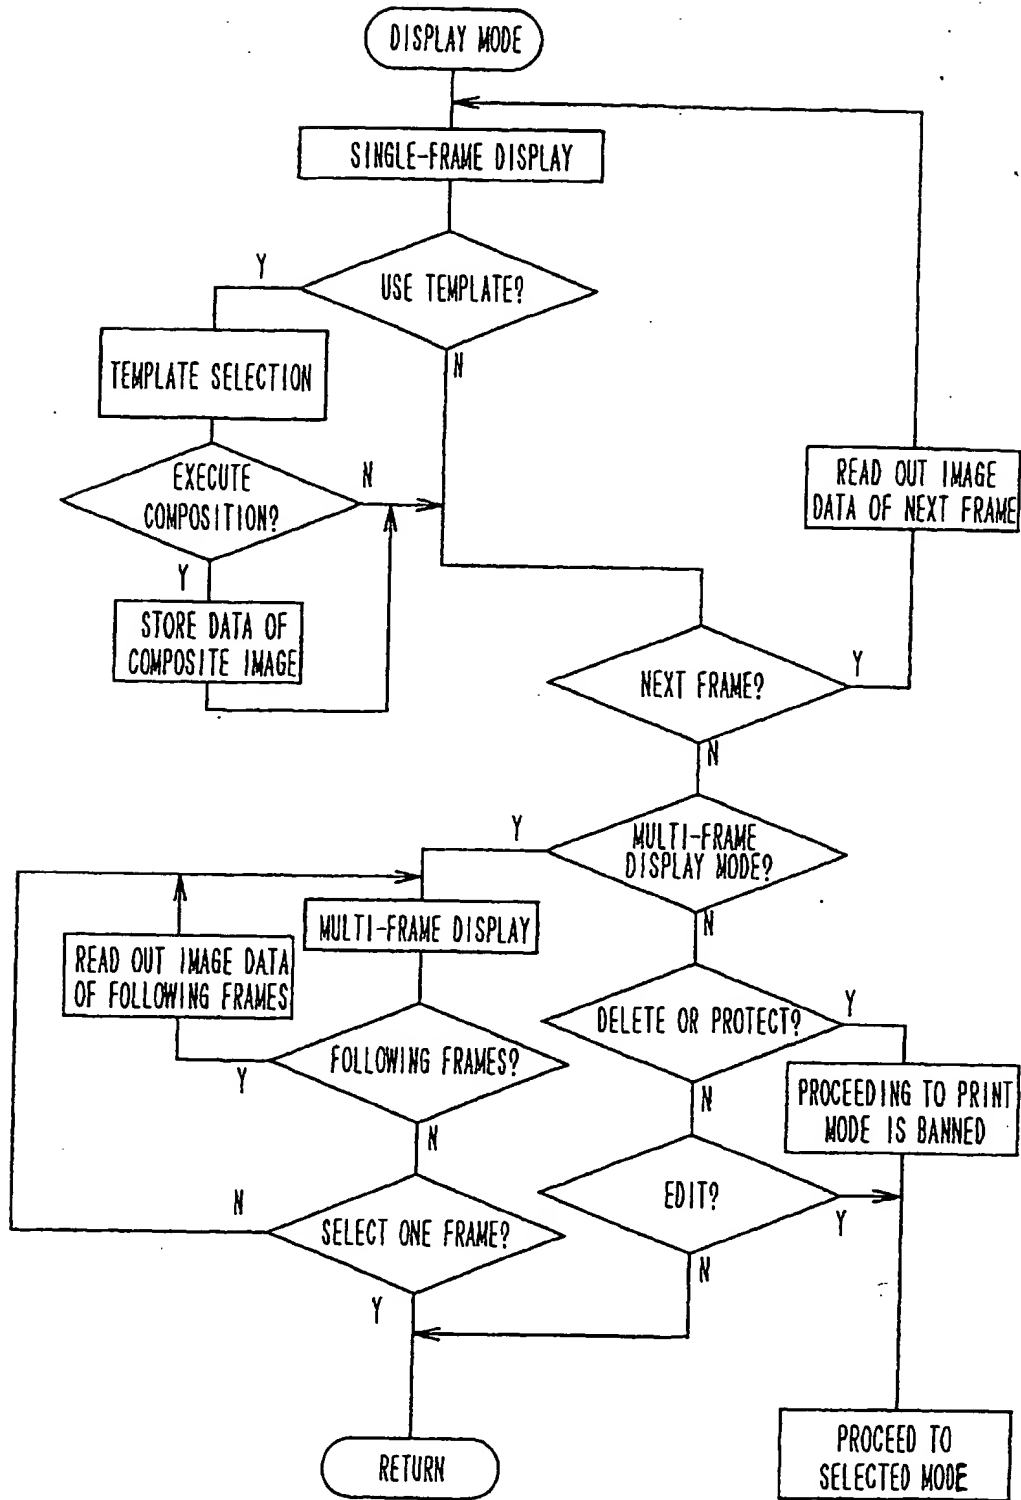 DISPLAY MODE
SINGLE-FRAME DISPLAY
Y
USE TEMPLATE?
N
TEMPLATE SELECTION
EXECUTE
COMPOSITION?
N
Y
STORE DATA OF
COMPOSITE IMAGE
READ OUT IMAGE
DATA OF NEXT FRAME
NEXT FRAME?
Y
N
MULTI-FRAME
DISPLAY MODE?
Y
N
MULTI-FRAME DISPLAY
READ OUT IMAGE DATA
OF FOLLOWING FRAMES
FOLLOWING FRAMES?
Y
N
DELETE OR PROTECT?
Y
N
PROCEEDING TO PRINT
MODE IS BANNED
SELECT ONE FRAME?
N
Y
EDIT?
Y
N
RETURN
PROCEED TO
SELECTED MODE